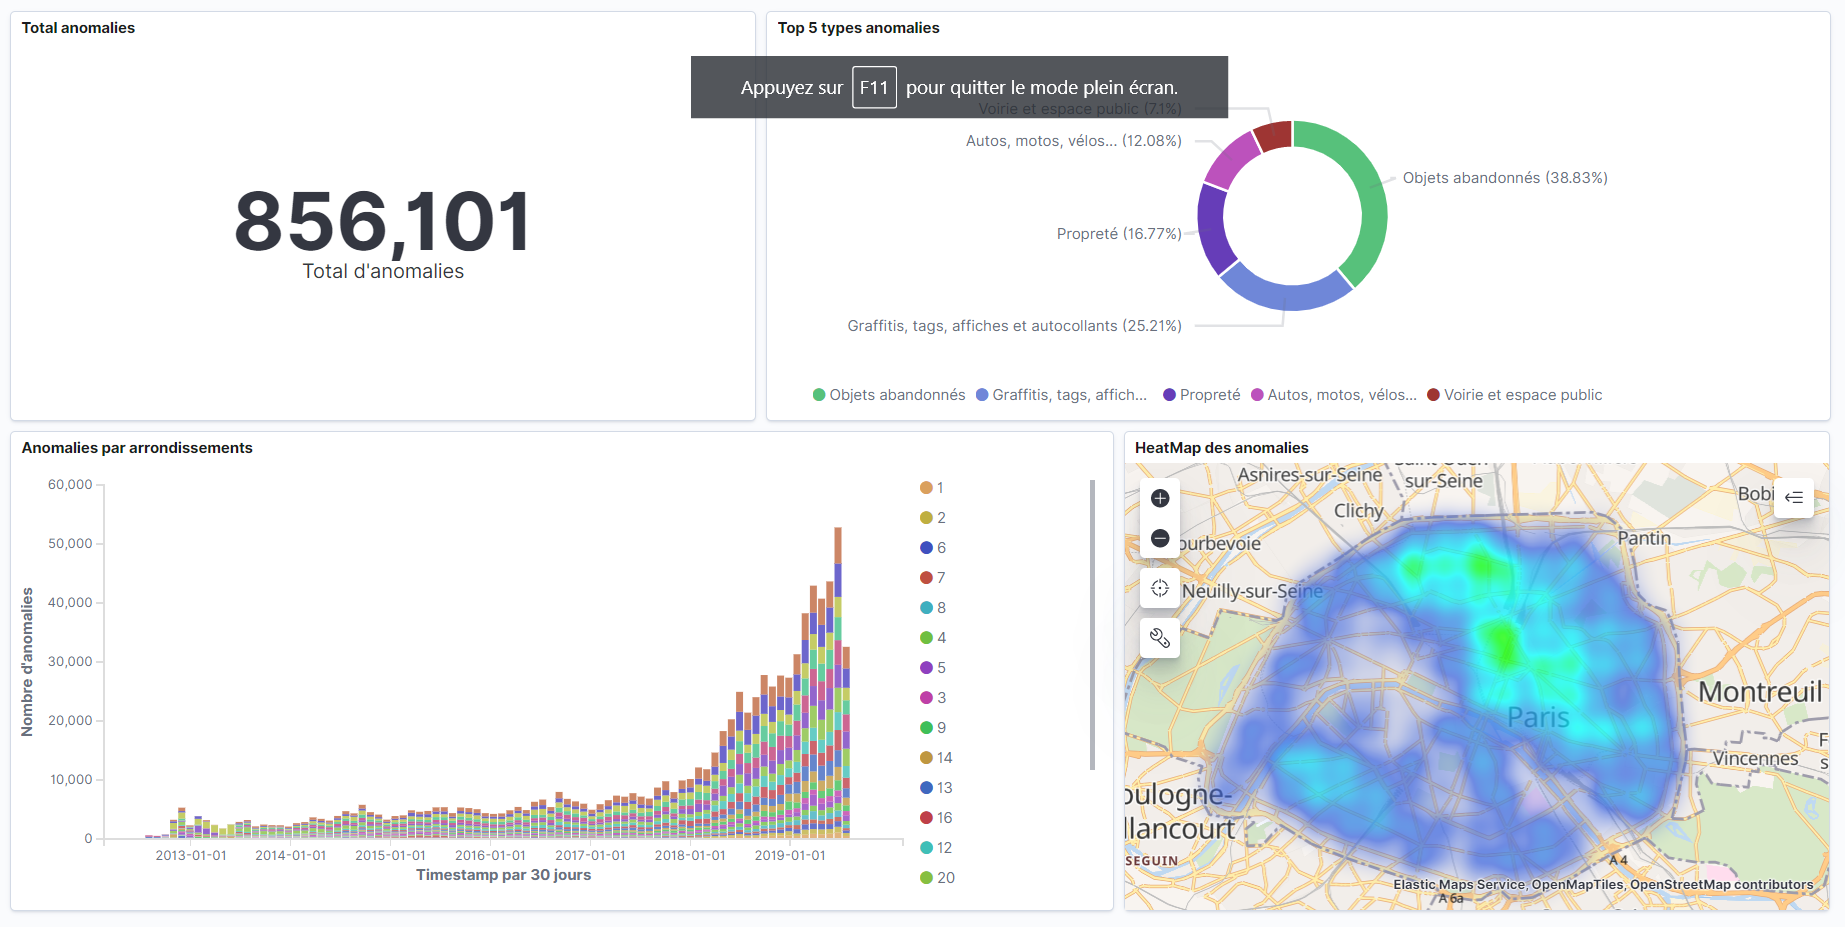 Total anomalies
856,101
Total d'anomalies
Top 5 types anomalies
Appuyez sur F11 pour quitter le mode plein écran.
Voirie et espace public (7.1%)
Autos, motos, vélos... (12.08%)
Objets abandonnés (38.83%)
Propreté (16.77%)
Graffitis, tags, affiches et autocollants (25.21%)
Objets abandonnés
Graffitis, tags, affich...
Propreté
Autos, motos, vélos...
Voirie et espace public
Anomalies par arrondissements
Nombre d'anomalies
60,000
50,000
40,000
30,000
20,000
10,000
0
2013-01-01
2014-01-01
2015-01-01
2016-01-01
2017-01-01
2018-01-01
2019-01-01
Timestamp par 30 jours
1
2
6
7
8
4
5
3
9
14
13
16
12
20
HeatMap des anomalies
Asnires-sur-Seine
sur-Seine
Clichy
Bobi
ourbevoie
Pantin
Neuilly-sur-Seine
Montreuil
Paris
Vincennes
F
s
oulogne-
llancourt
SEGUIN
A 4
Elastic Maps Service, OpenMapTiles, OpenStreetMap contributors
A 6a